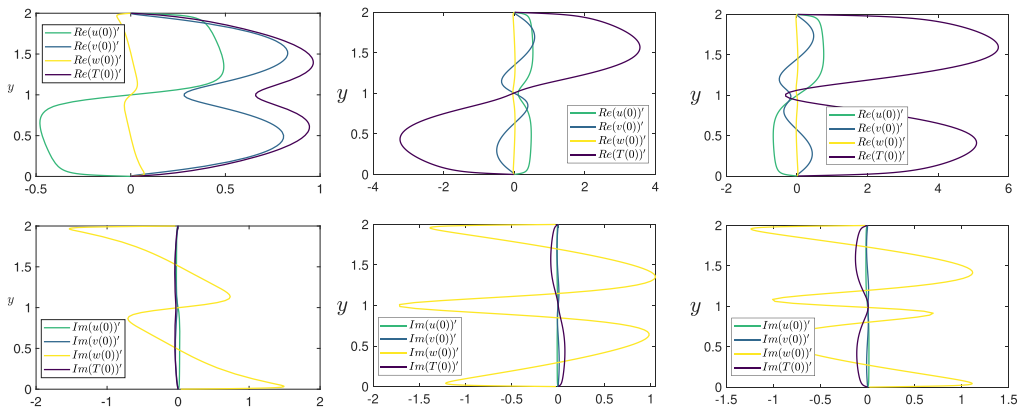 2
1.5
y
1
0.5
0
-0.5
0
0.5
1
Re(u(0))′
Re(v(0))′
Re(w(0))′
Re(T(0))′
2
1.5
y
1
0.5
0
-4
-2
0
2
4
Re(u(0))′
Re(v(0))′
Re(w(0))′
Re(T(0))′
2
1.5
y
1
0.5
0
-2
0
2
4
6
Re(u(0))′
Re(v(0))′
Re(w(0))′
Re(T(0))′
2
1.5
y
1
0.5
0
-2
-1
0
1
2
Im(u(0))′
Im(v(0))′
Im(w(0))′
Im(T(0))′
2
1.5
y
1
0.5
0
-2
-1.5
-1
-0.5
0
0.5
1
Im(u(0))′
Im(v(0))′
Im(w(0))′
Im(T(0))′
2
1.5
y
1
0.5
0
-1.5
-1
-0.5
0
0.5
1
1.5
Im(u(0))′
Im(v(0))′
Im(w(0))′
Im(T(0))′